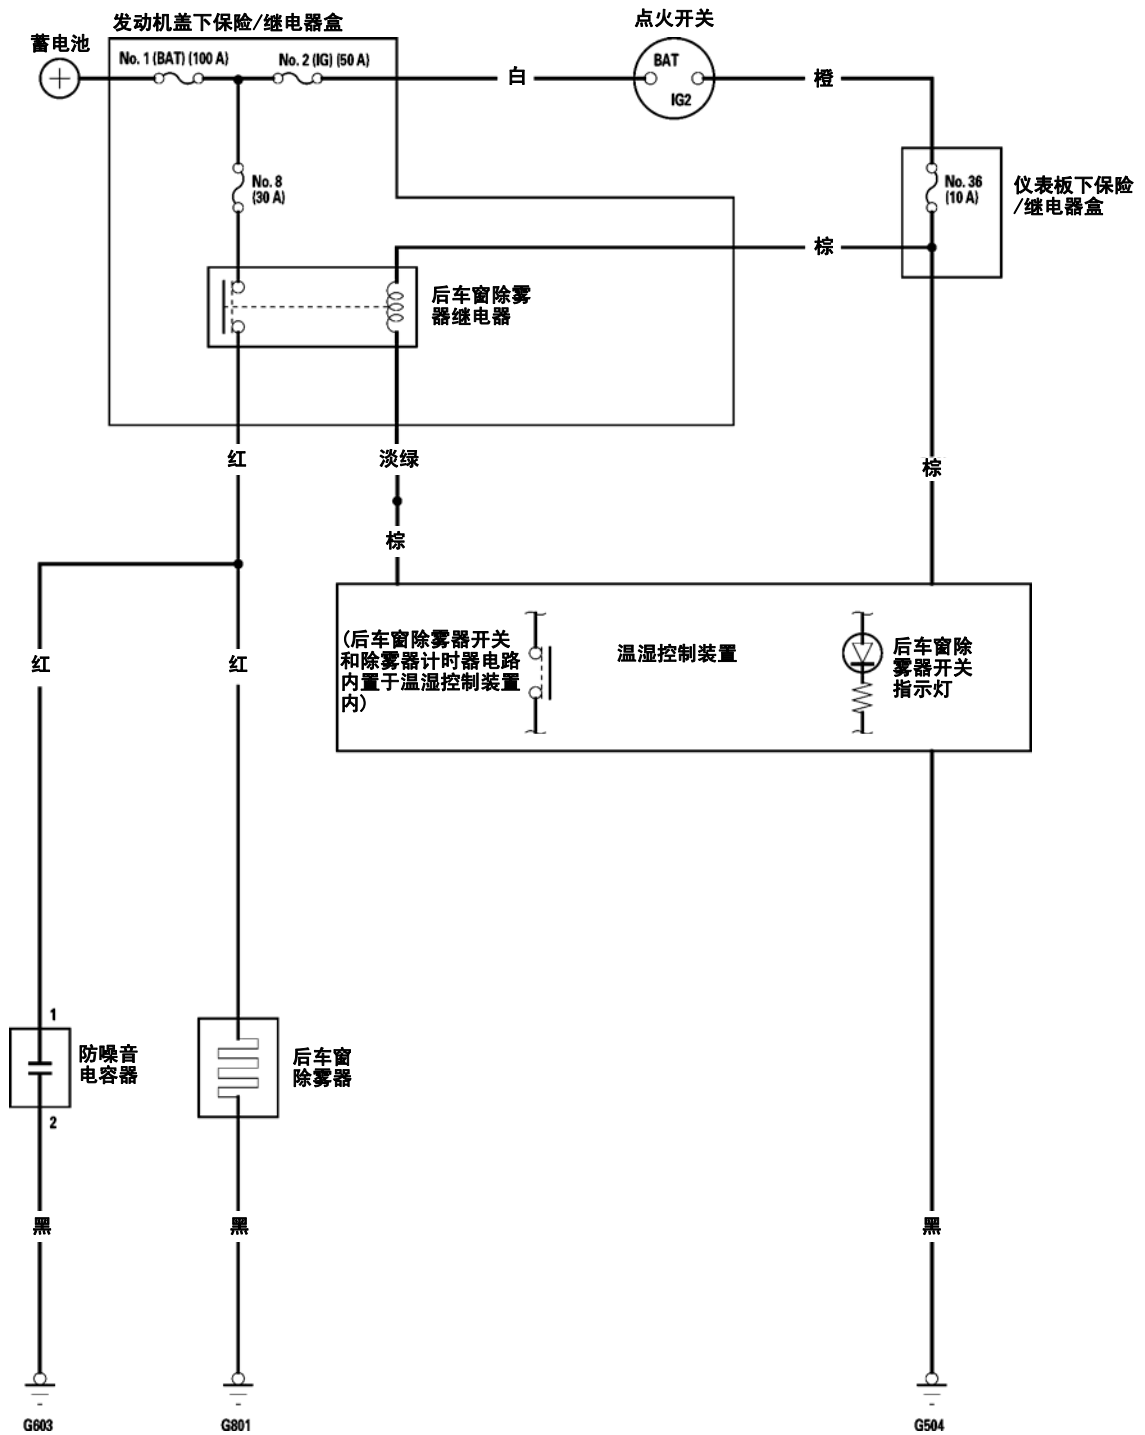 发动机盖下保险/继电器盒
点火开关
蓄电池
No. 1 (BAT) (100 A)
No. 2 (IG) (50 A)
BAT
IG2
白
橙
No. 8
(30 A)
No. 36
(10 A)
仪表板下保险
/继电器盒
棕
后车窗除雾
器继电器
红
淡绿
棕
棕
(后车窗除雾器开关
和除雾器计时器电路
内置于温湿控制装置
内)
温湿控制装置
后车窗除
雾器开关
指示灯
红
红
1
防噪音
电容器
2
后车窗
除雾器
黑
黑
黑
G603
G801
G504